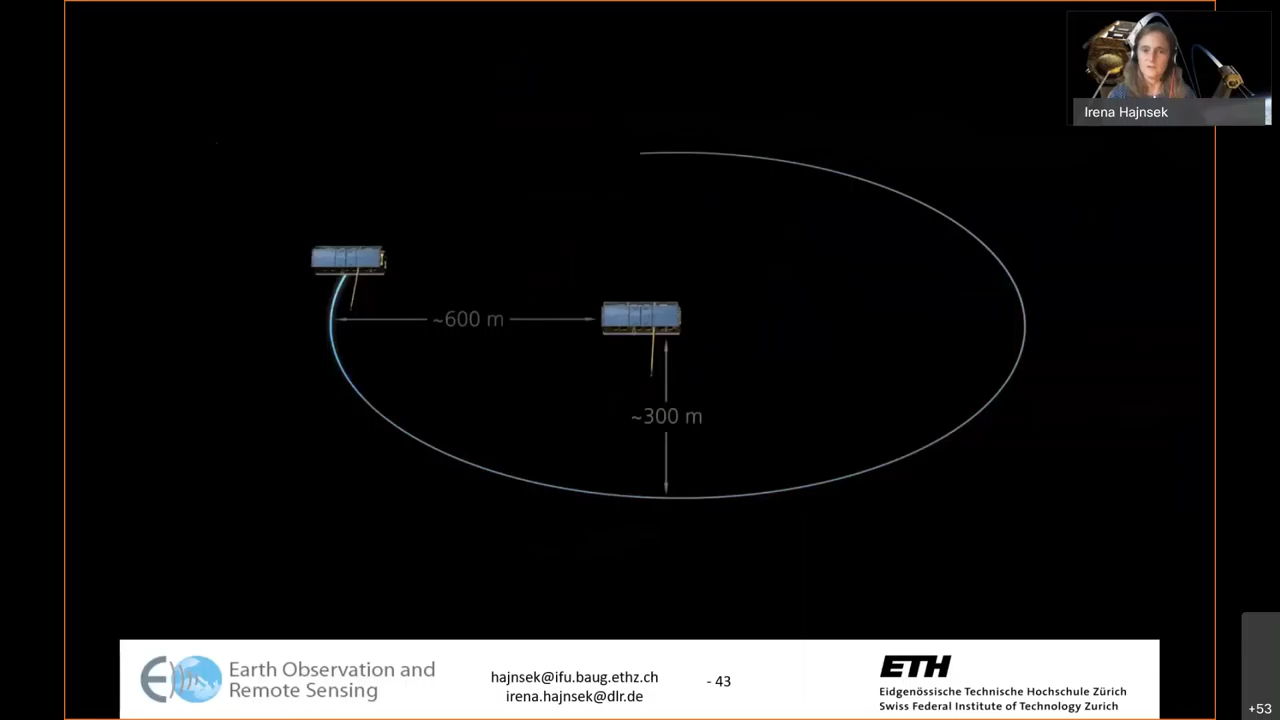 Irena Hajnsek
~600 m
~300 m
Earth Observation and
Remote Sensing
hajnsek@ifu.baug.ethz.ch
irena.hajnsek@dlr.de
- 43
ETH
Eidgenössische Technische Hochschule Zürich
Swiss Federal Institute of Technology Zurich
+53